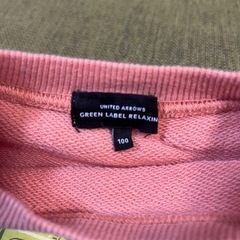 UNITED ARROWS
GREEN LABEL RELAXIN
100